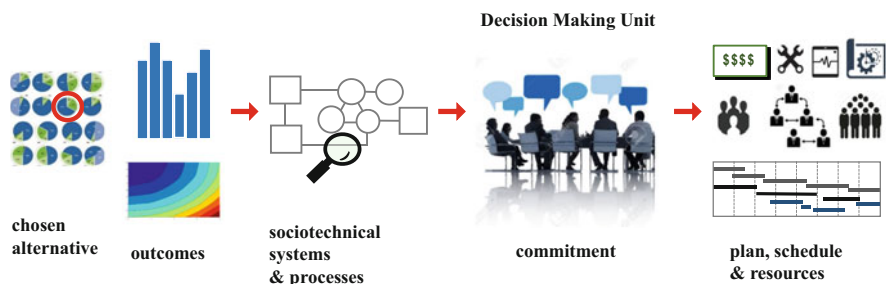 Decision Making Unit
$$$$
chosen
alternative
outcomes
sociotechnical
systems
& processes
commitment
plan, schedule
& resources